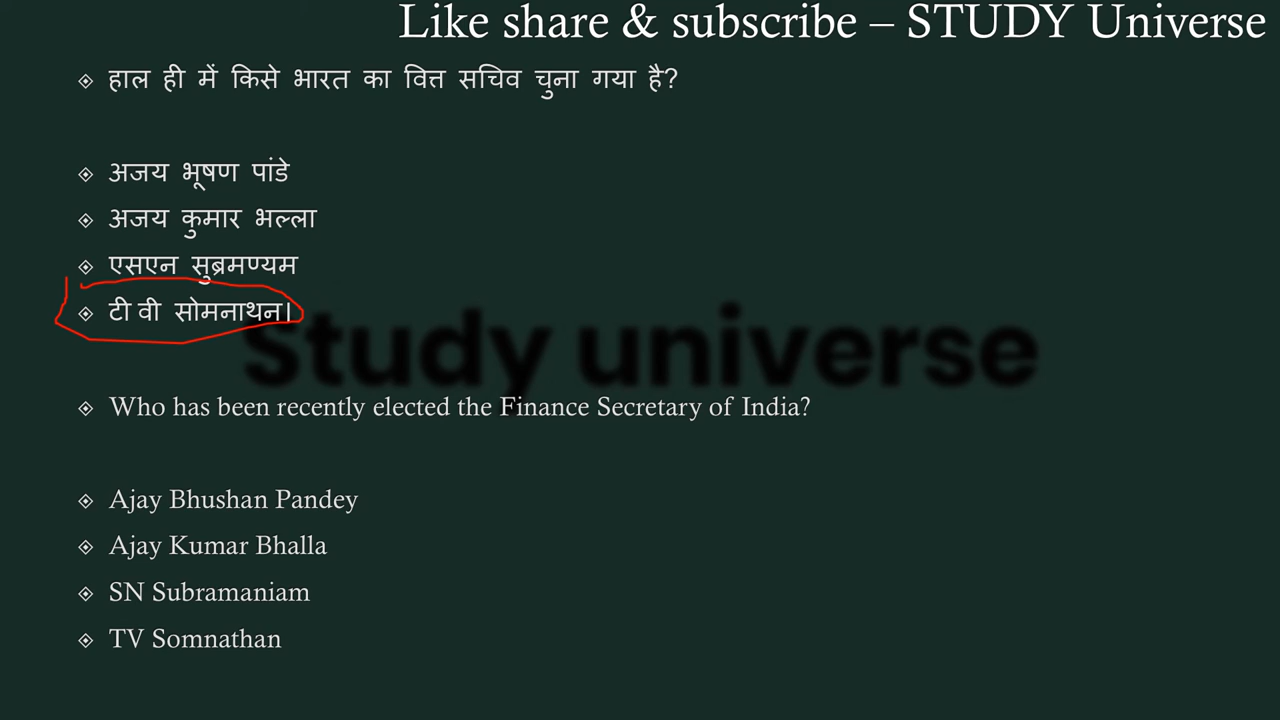 Like share & subscribe – STUDY Universe
हाल ही में किसे भारत का वित्त सचिव चुना गया है?
अजय भूषण पांडे
अजय कुमार भल्ला
एसएन सुब्रमण्यम
टी वी सोमनाथन।
Study universe
Who has been recently elected the Finance Secretary of India?
Ajay Bhushan Pandey
Ajay Kumar Bhalla
SN Subramaniam
TV Somnathan